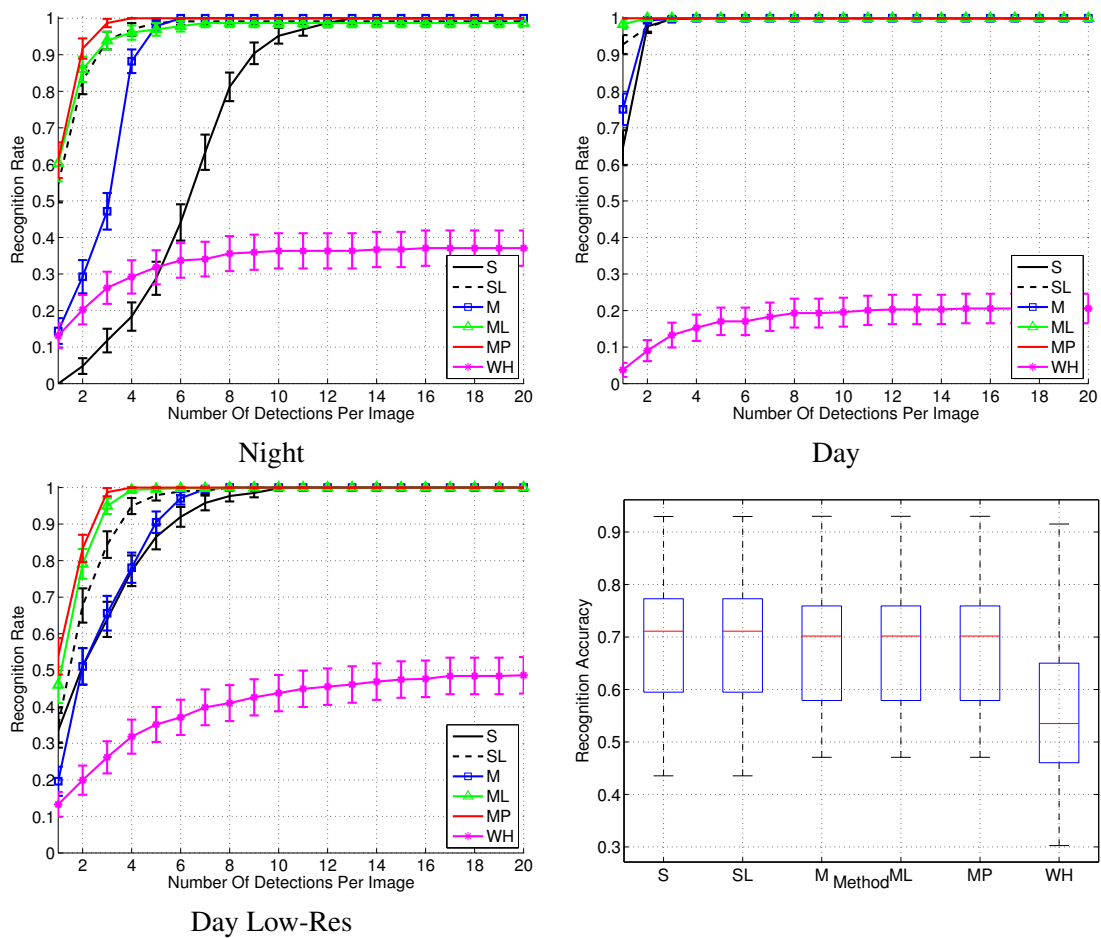 1
0.9
0.8
0.7
0.6
0.5
0.4
0.3
0.2
0.1
0
Recognition Rate
2 4 6 8 10 12 14 16 18 20
Number Of Detections Per Image
S
SL
M
ML
MP
WH
Night
1
0.9
0.8
0.7
0.6
0.5
0.4
0.3
0.2
0.1
0
Recognition Rate
2 4 6 8 10 12 14 16 18 20
Number Of Detections Per Image
S
SL
M
ML
MP
WH
Day
1
0.9
0.8
0.7
0.6
0.5
0.4
0.3
0.2
0.1
0
Recognition Rate
2 4 6 8 10 12 14 16 18 20
Number Of Detections Per Image
S
SL
M
ML
MP
WH
Day Low-Res
0.9
0.8
0.7
0.6
0.5
0.4
0.3
Recognition Accuracy
S SL M ML MP WH
Method